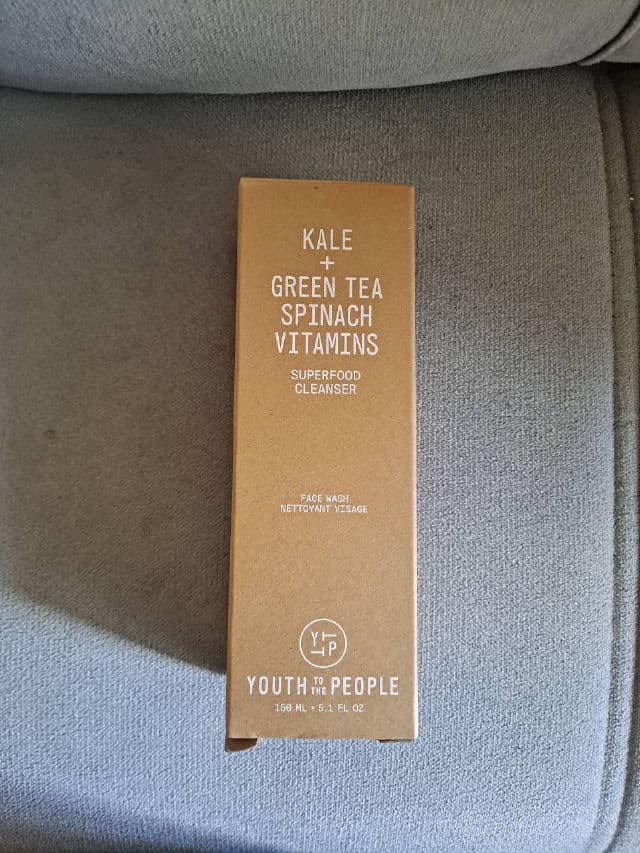 KALE
+
GREEN TEA
SPINACH
VITAMINS
SUPERFOOD
CLEANSER
FACE WASH
NETTOYANT VISAGE
YTTP
YOUTH TO THE PEOPLE
150 ML • 5.1 FL OZ